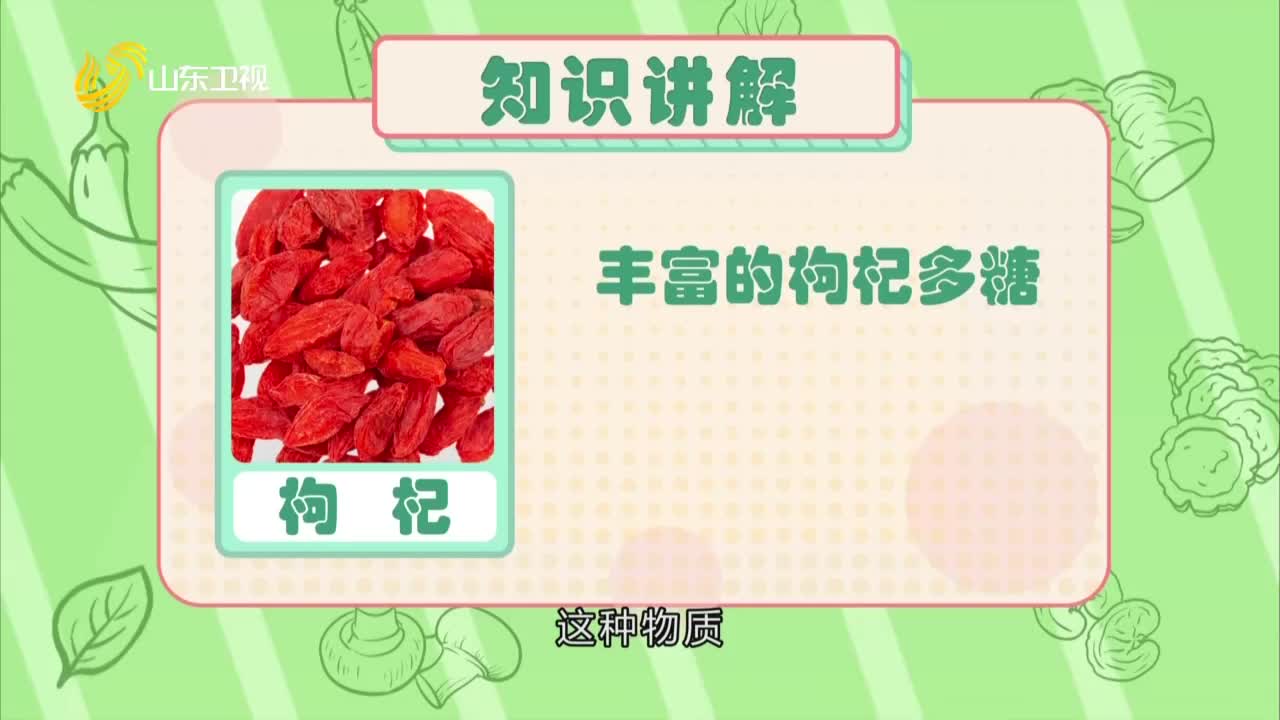 山东卫视
知识讲解
丰富的枸杞多糖
枸 杞
这种物质